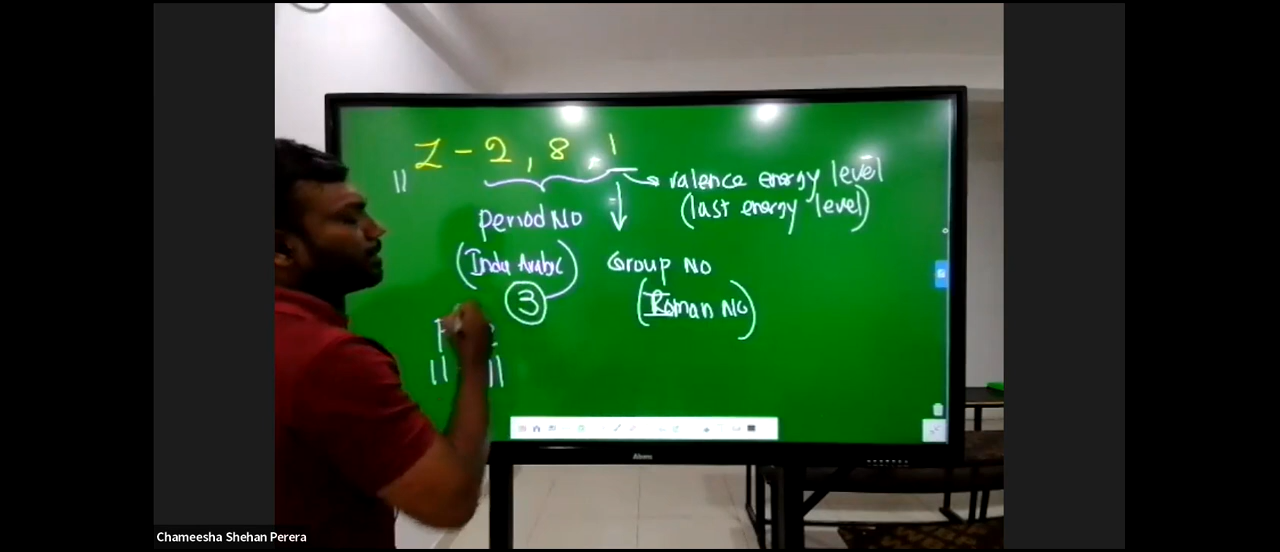 Z - 2, 8, 1
11
valence energy level
(last energy level)
Period No
(Indu Arabic)
3
Group No
(Roman No)
11 11
Chameesha Shehan Perera